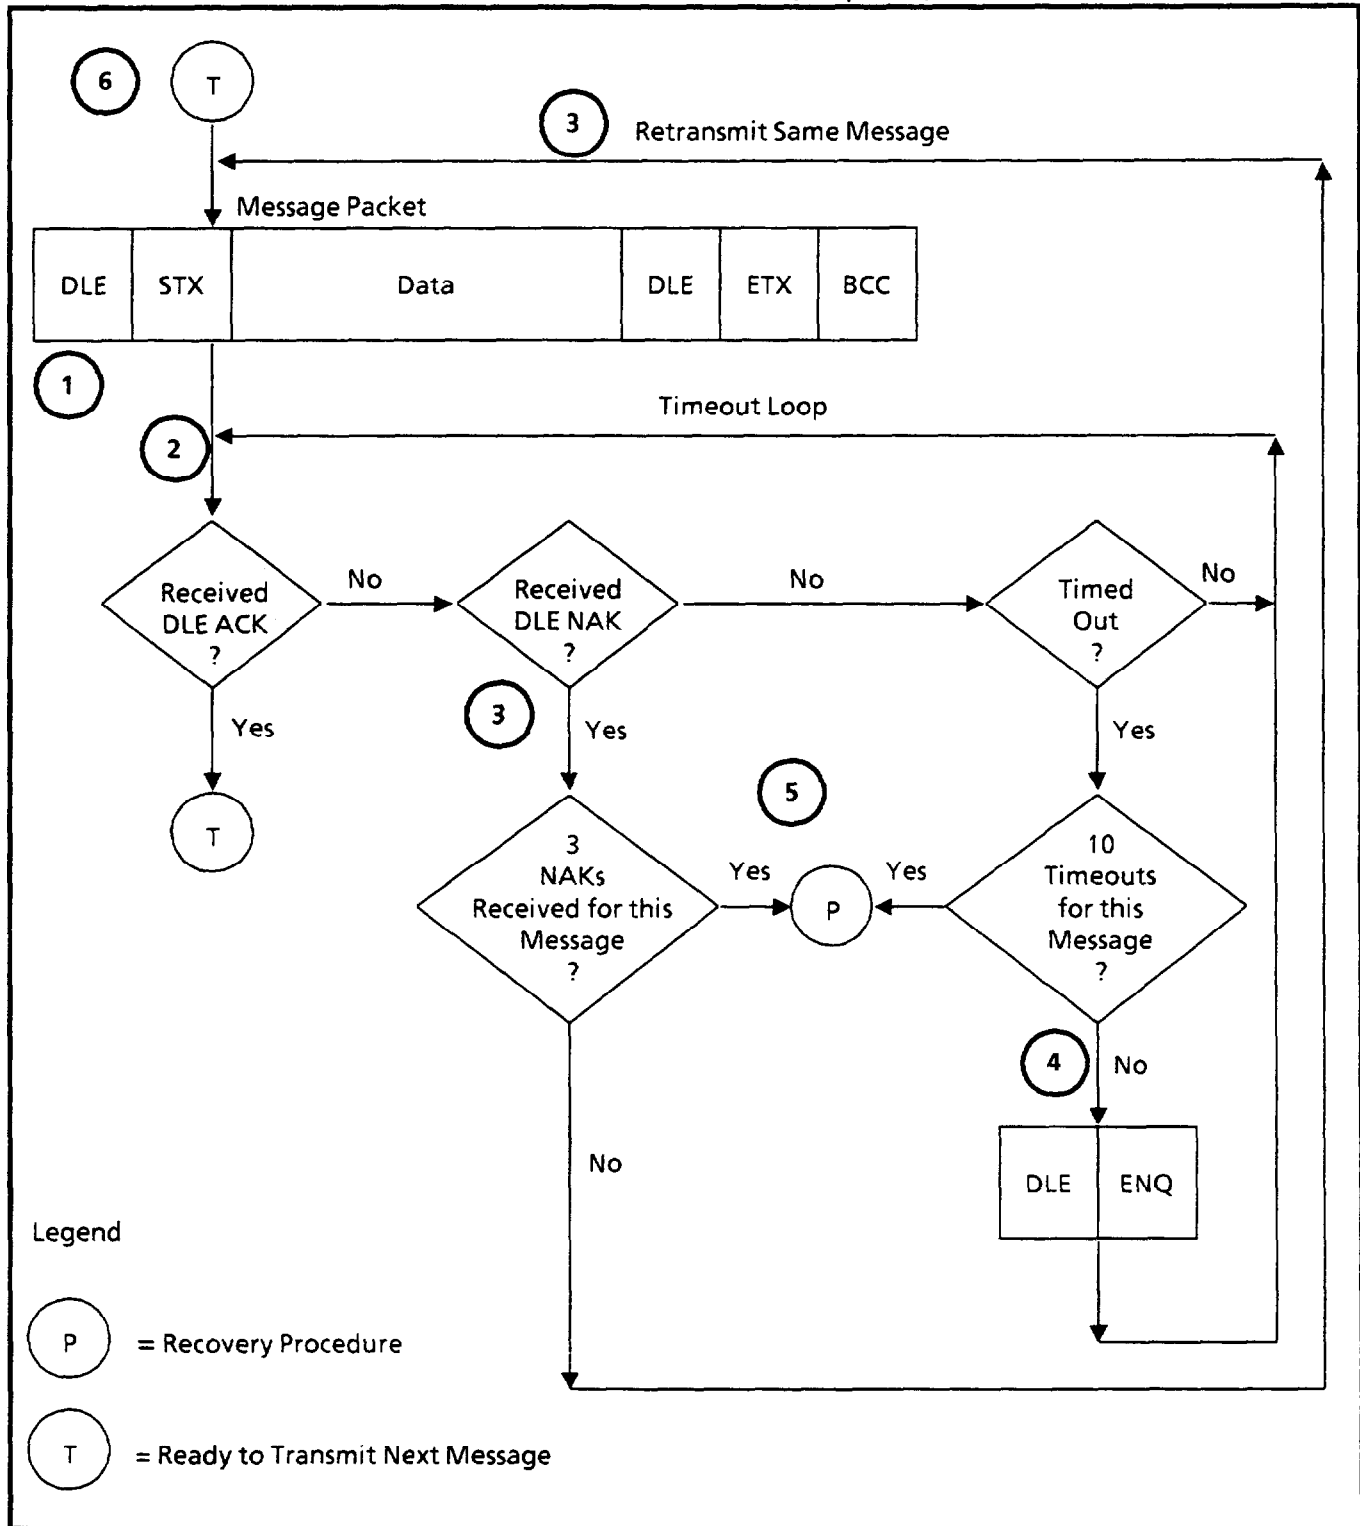 6
T
3
Retransmit Same Message
Message Packet
DLE
STX
Data
DLE
ETX
BCC
1
Timeout Loop
2
Received
DLE ACK
?
No
Received
DLE NAK
?
No
Timed
Out
?
No
Yes
3
Yes
Yes
T
5
3
NAKs
Received for this
Message
?
Yes
P
Yes
10
Timeouts
for this
Message
?
4
No
No
DLE
ENQ
Legend
P
= Recovery Procedure
T
= Ready to Transmit Next Message